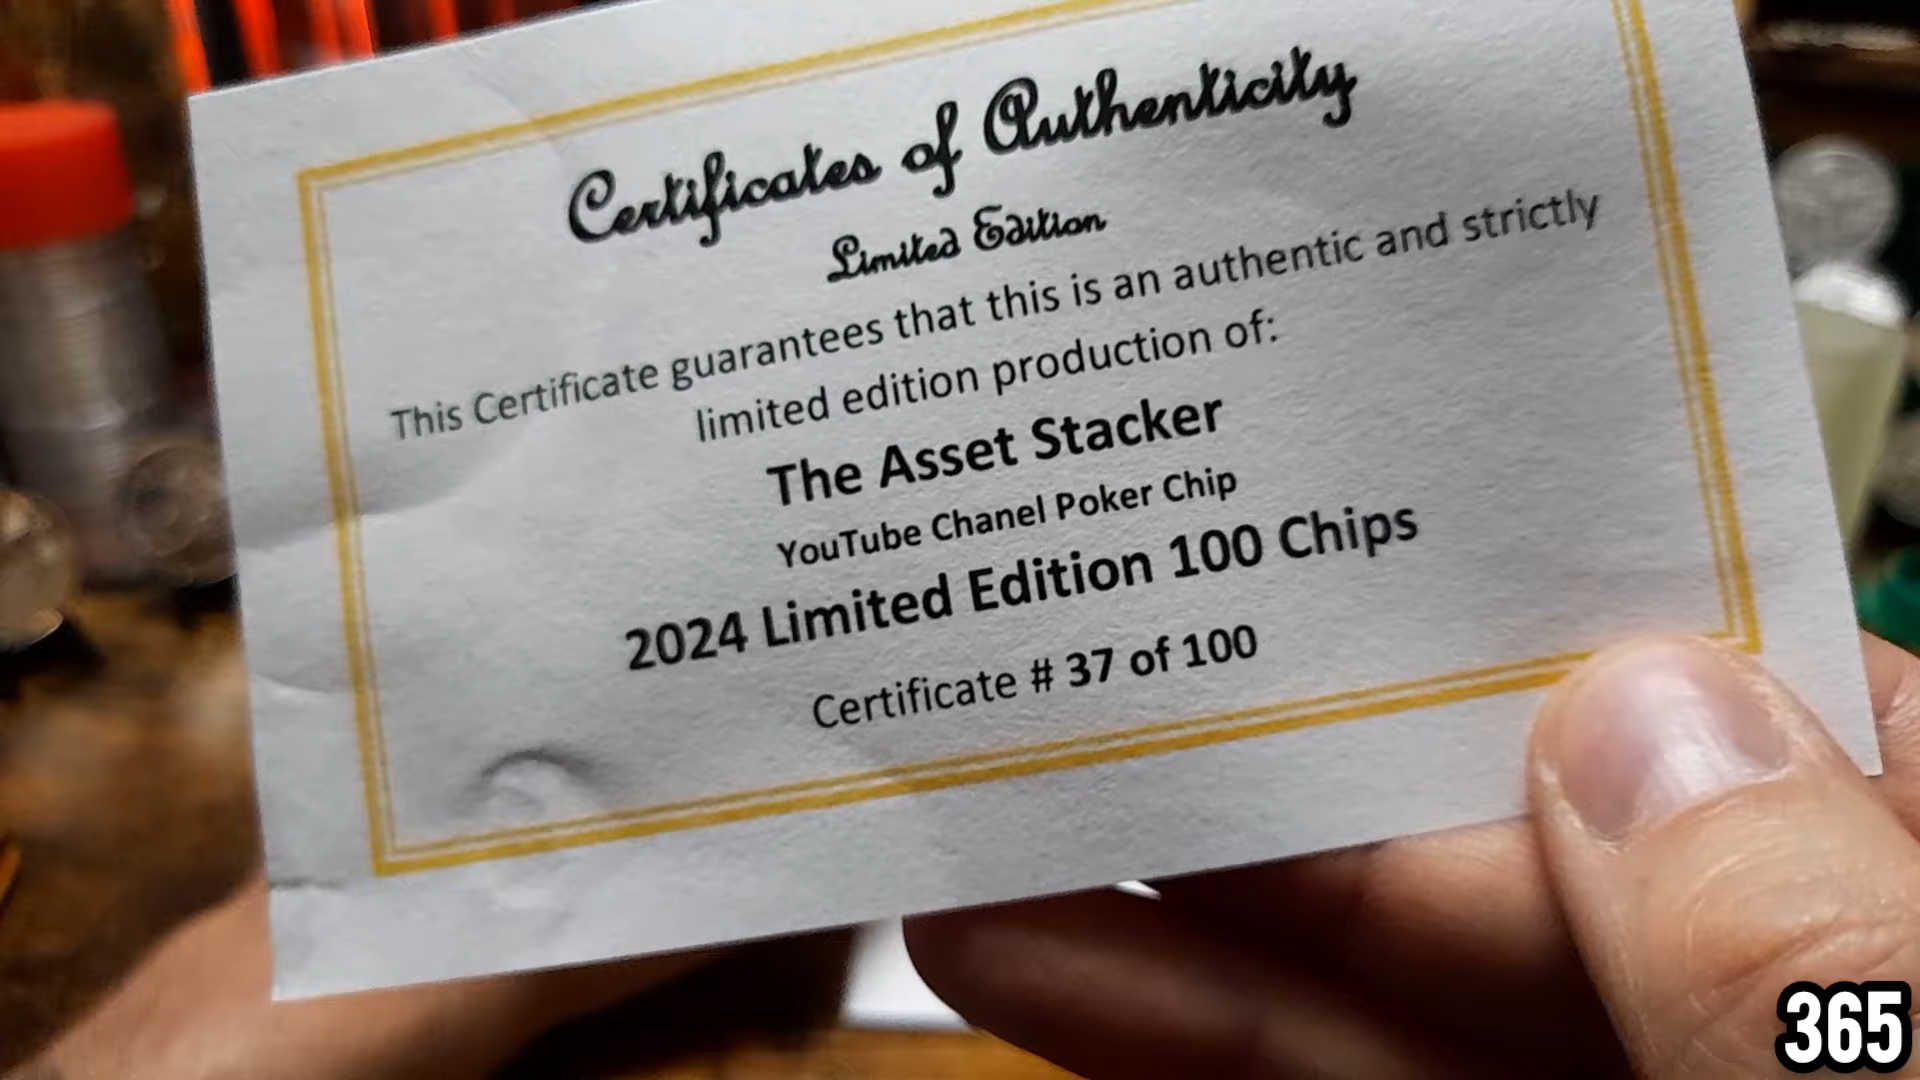 Certificates of Authenticity
Limited Edition
This Certificate guarantees that this is an authentic and strictly
limited edition production of:
The Asset Stacker
YouTube Chanel Poker Chip
2024 Limited Edition 100 Chips
Certificate # 37 of 100
365